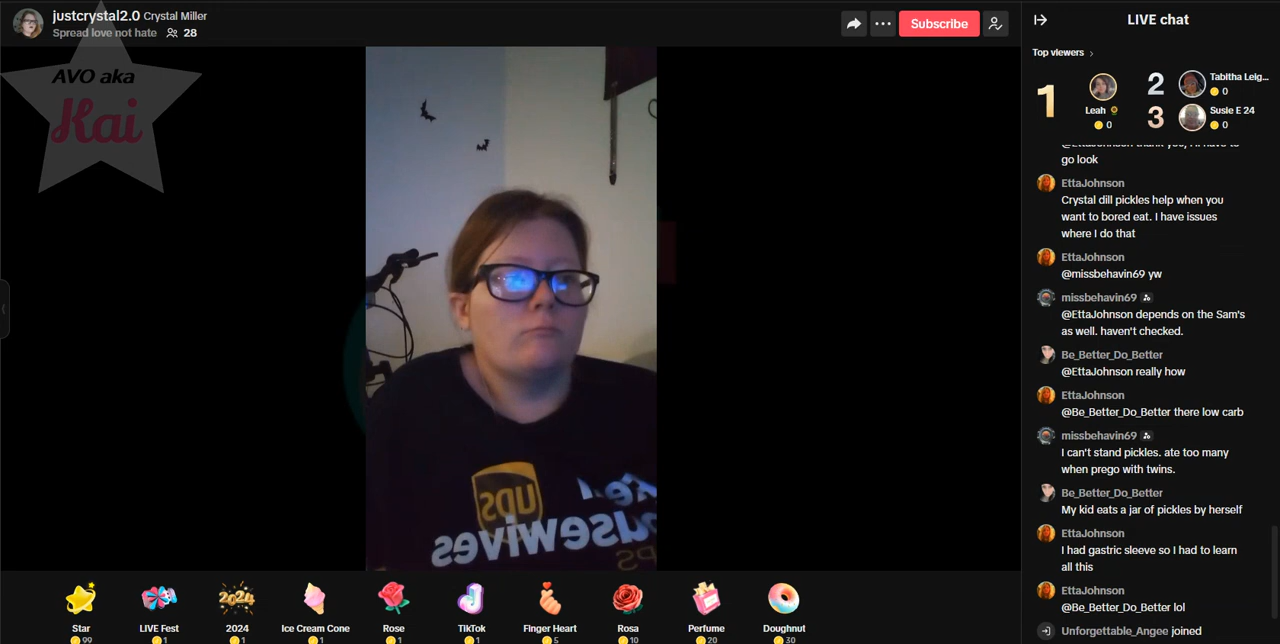 justcrystal2.0 Crystal Miller
Spread love not hate 28
Subscribe
AVO aka
Kai
UPS
Real
Housewives
UPS
Star
99
LIVE Fest
1
2024
2024
1
Ice Cream Cone
1
Rose
1
TikTok
1
Finger Heart
5
Rosa
10
Perfume
20
Doughnut
30
LIVE chat
Top viewers
1
Leah
0
2
Tabitha Leig...
0
3
Susie E 24
0
go look
EttaJohnson
Crystal dill pickles help when you
want to bored eat. I have issues
where I do that
EttaJohnson
@missbehavin69 yw
missbehavin69
@EttaJohnson depends on the Sam's
as well. haven't checked.
Be_Better_Do_Better
@EttaJohnson really how
EttaJohnson
@Be_Better_Do_Better there low carb
missbehavin69
I can't stand pickles. ate too many
when prego with twins.
Be_Better_Do_Better
My kid eats a jar of pickles by herself
EttaJohnson
I had gastric sleeve so I had to learn
all this
EttaJohnson
@Be_Better_Do_Better lol
Unforgettable_Angee joined